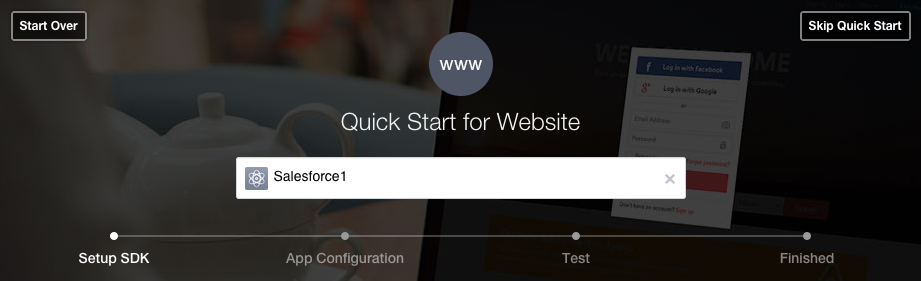 Start Over
Skip Quick Start
www
Quick Start for Website
Salesforce1
Setup SDK
App Configuration
Test
Finished
Log in with Facebook
Log in with Google
or
Email Address
Password
Forgot password?
Don't have an account? Sign up